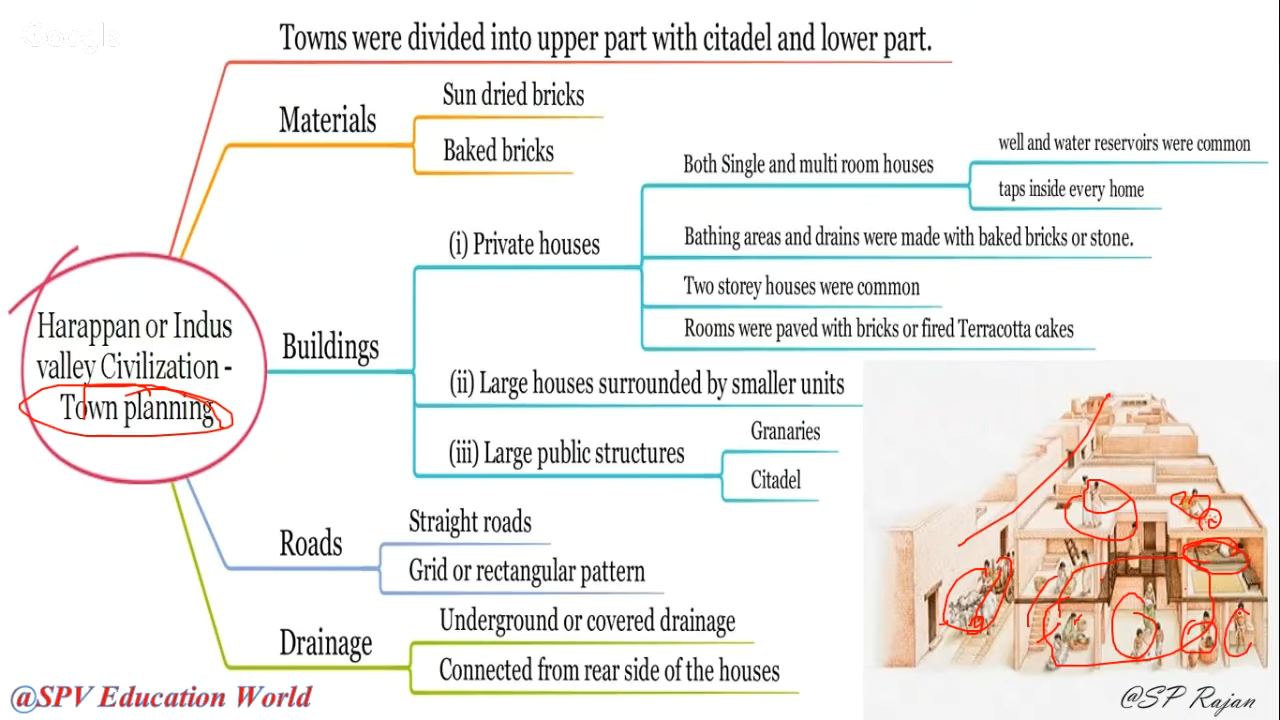 Google
Towns were divided into upper part with citadel and lower part.
Materials
Sun dried bricks
Baked bricks
Harappan or Indus
valley Civilization -
Town planning
Buildings
(i) Private houses
Both Single and multi room houses
well and water reservoirs were common
taps inside every home
Bathing areas and drains were made with baked bricks or stone.
Two storey houses were common
Rooms were paved with bricks or fired Terracotta cakes
(ii) Large houses surrounded by smaller units
(iii) Large public structures
Granaries
Citadel
Roads
Straight roads
Grid or rectangular pattern
Drainage
Underground or covered drainage
Connected from rear side of the houses
@SPV Education World
@SP Rajan